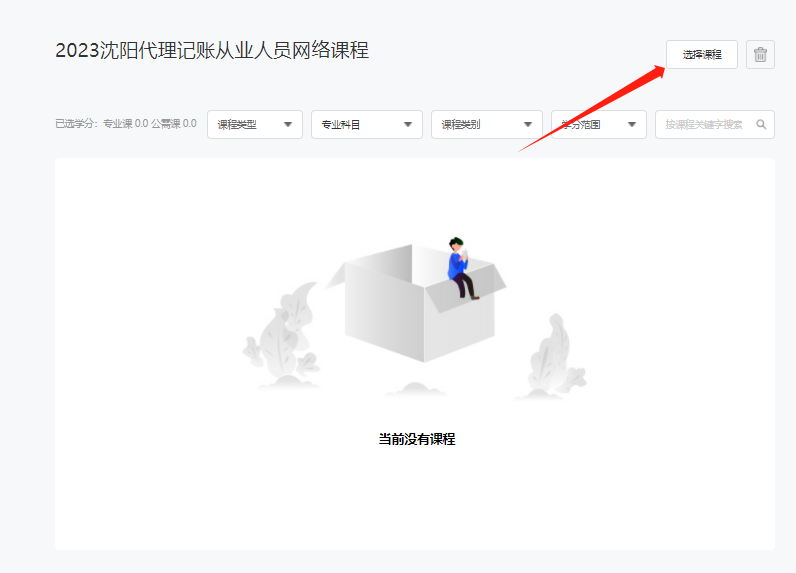 2023沈阳代理记账从业人员网络课程
选择课程
已选学分：专业课 0.0 公需课 0.0
课程类型
专业科目
课程类别
学分范围
按课程关键字搜索
当前没有课程